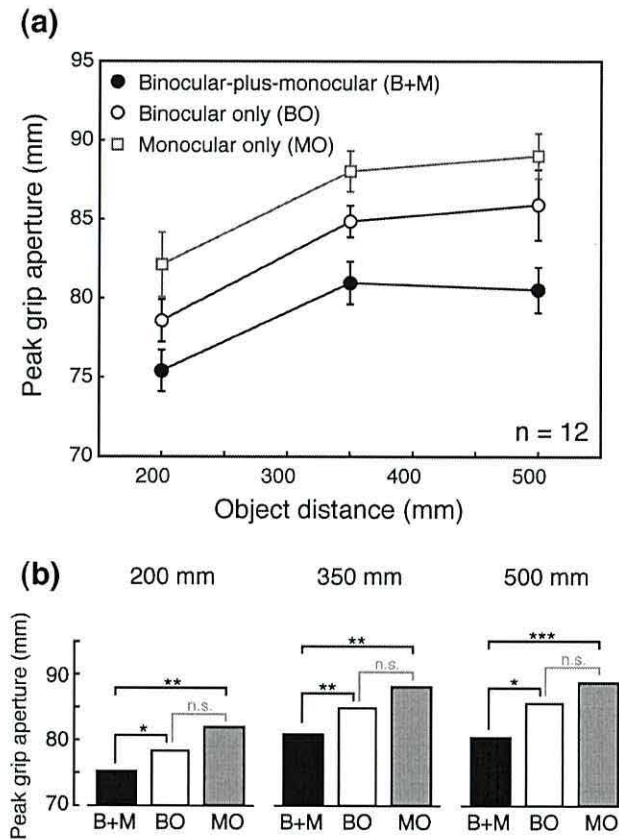 (a)
95
90
85
80
75
70
Peak grip aperture (mm)
Binocular-plus-monocular (B+M)
Binocular only (BO)
Monocular only (MO)
n = 12
200 300 400 500
Object distance (mm)
(b)
200 mm 350 mm 500 mm
Peak grip aperture (mm)
90
80
70
** ** ***
n.s. n.s. n.s.
* ** *
B+M BO MO B+M BO MO B+M BO MO